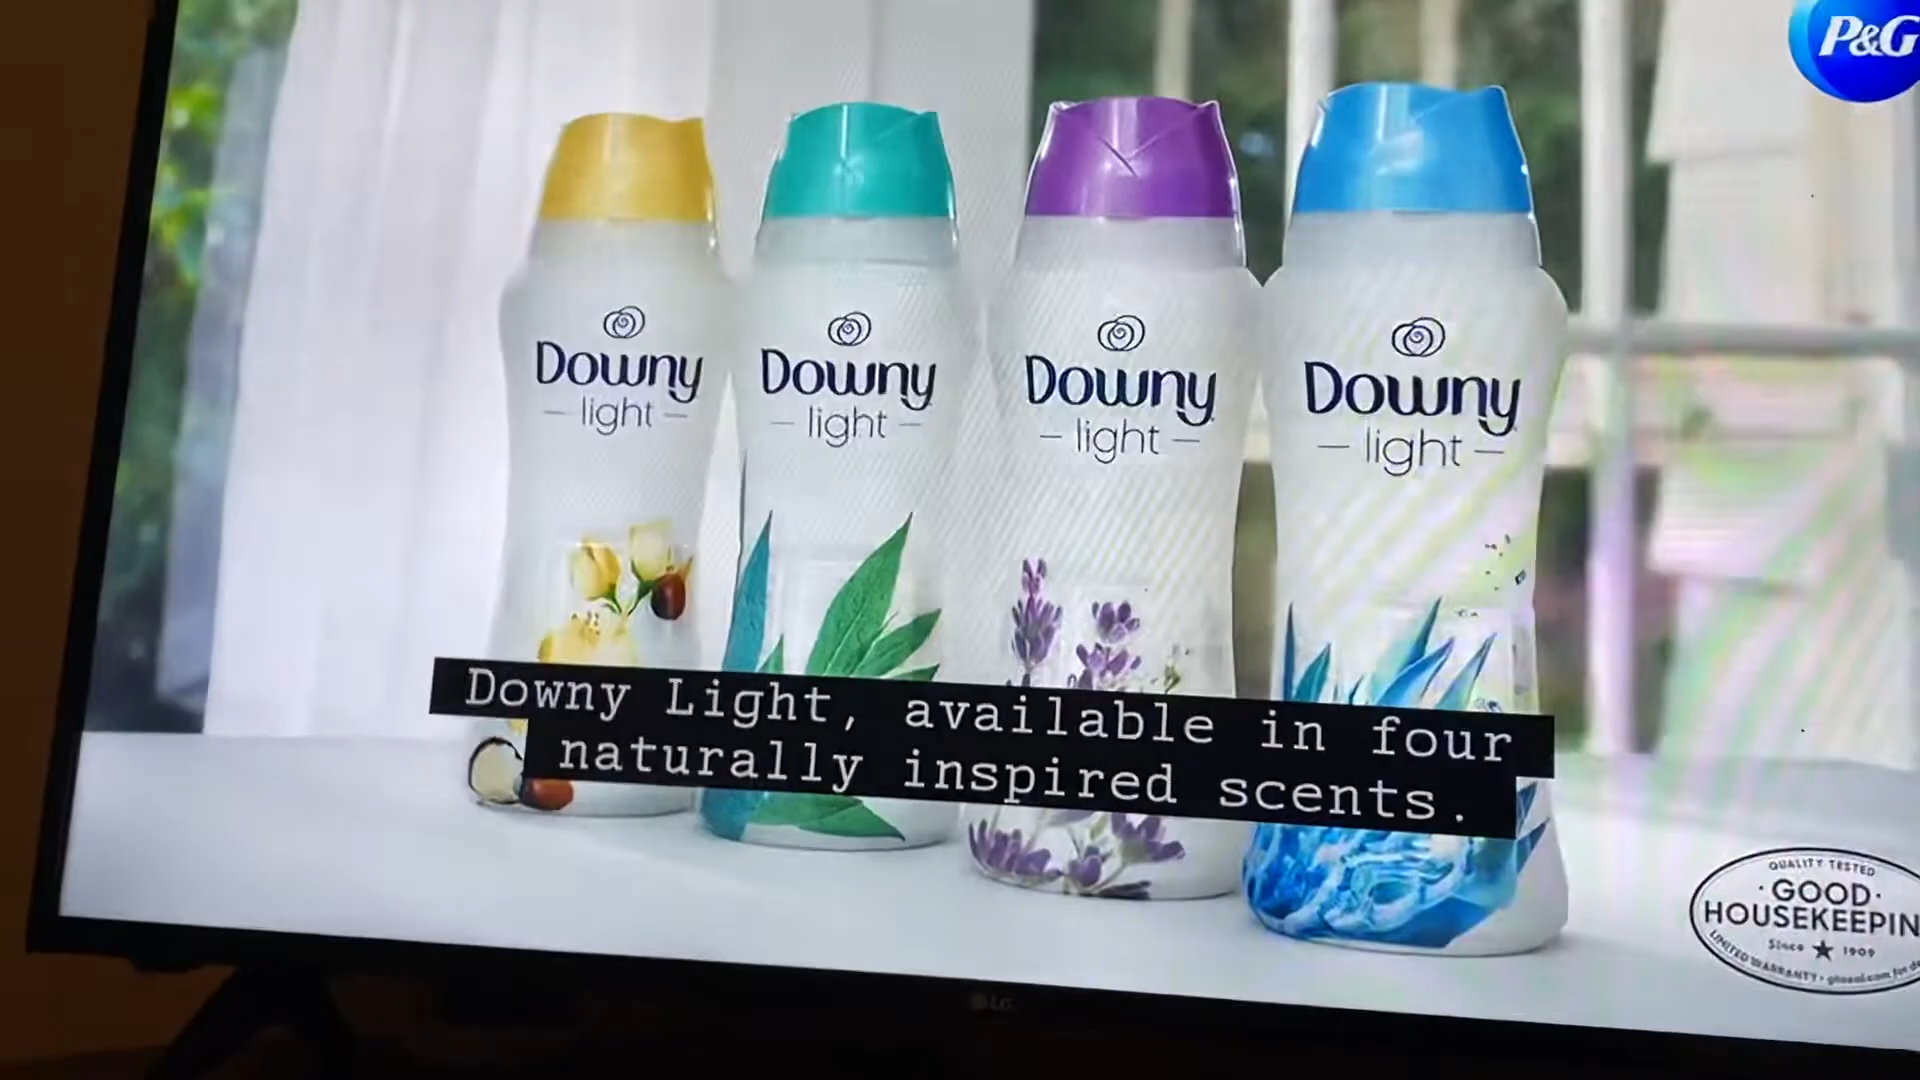 P&G
Downy
light
Downy
light
Downy
light
Downy
light
Downy Light, available in four
naturally inspired scents.
QUALITY TESTED
· GOOD ·
HOUSEKEEPIN
Since ★ 1909
LIMITED WARRANTY •
LG